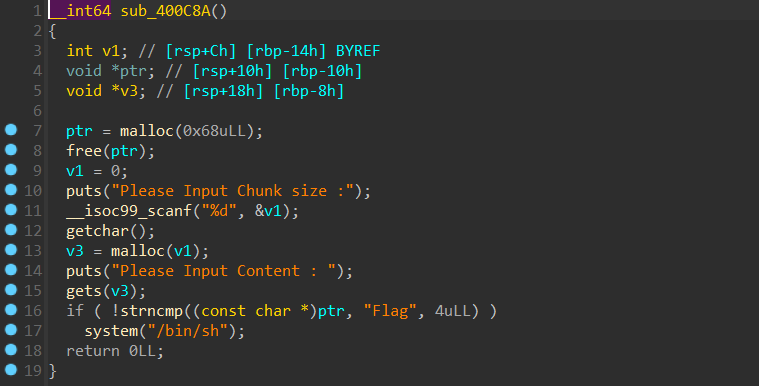 1 __int64 sub_400C8A()
2 {
3 int v1; // [rsp+Ch] [rbp-14h] BYREF
4 void *ptr; // [rsp+10h] [rbp-10h]
5 void *v3; // [rsp+18h] [rbp-8h]
6
7 ptr = malloc(0x68uLL);
8 free(ptr);
9 v1 = 0;
10 puts("Please Input Chunk size :");
11 __isoc99_scanf("%d", &v1);
12 getchar();
13 v3 = malloc(v1);
14 puts("Please Input Content : ");
15 gets(v3);
16 if ( !strncmp((const char *)ptr, "Flag", 4uLL) )
17 system("/bin/sh");
18 return 0LL;
19 }